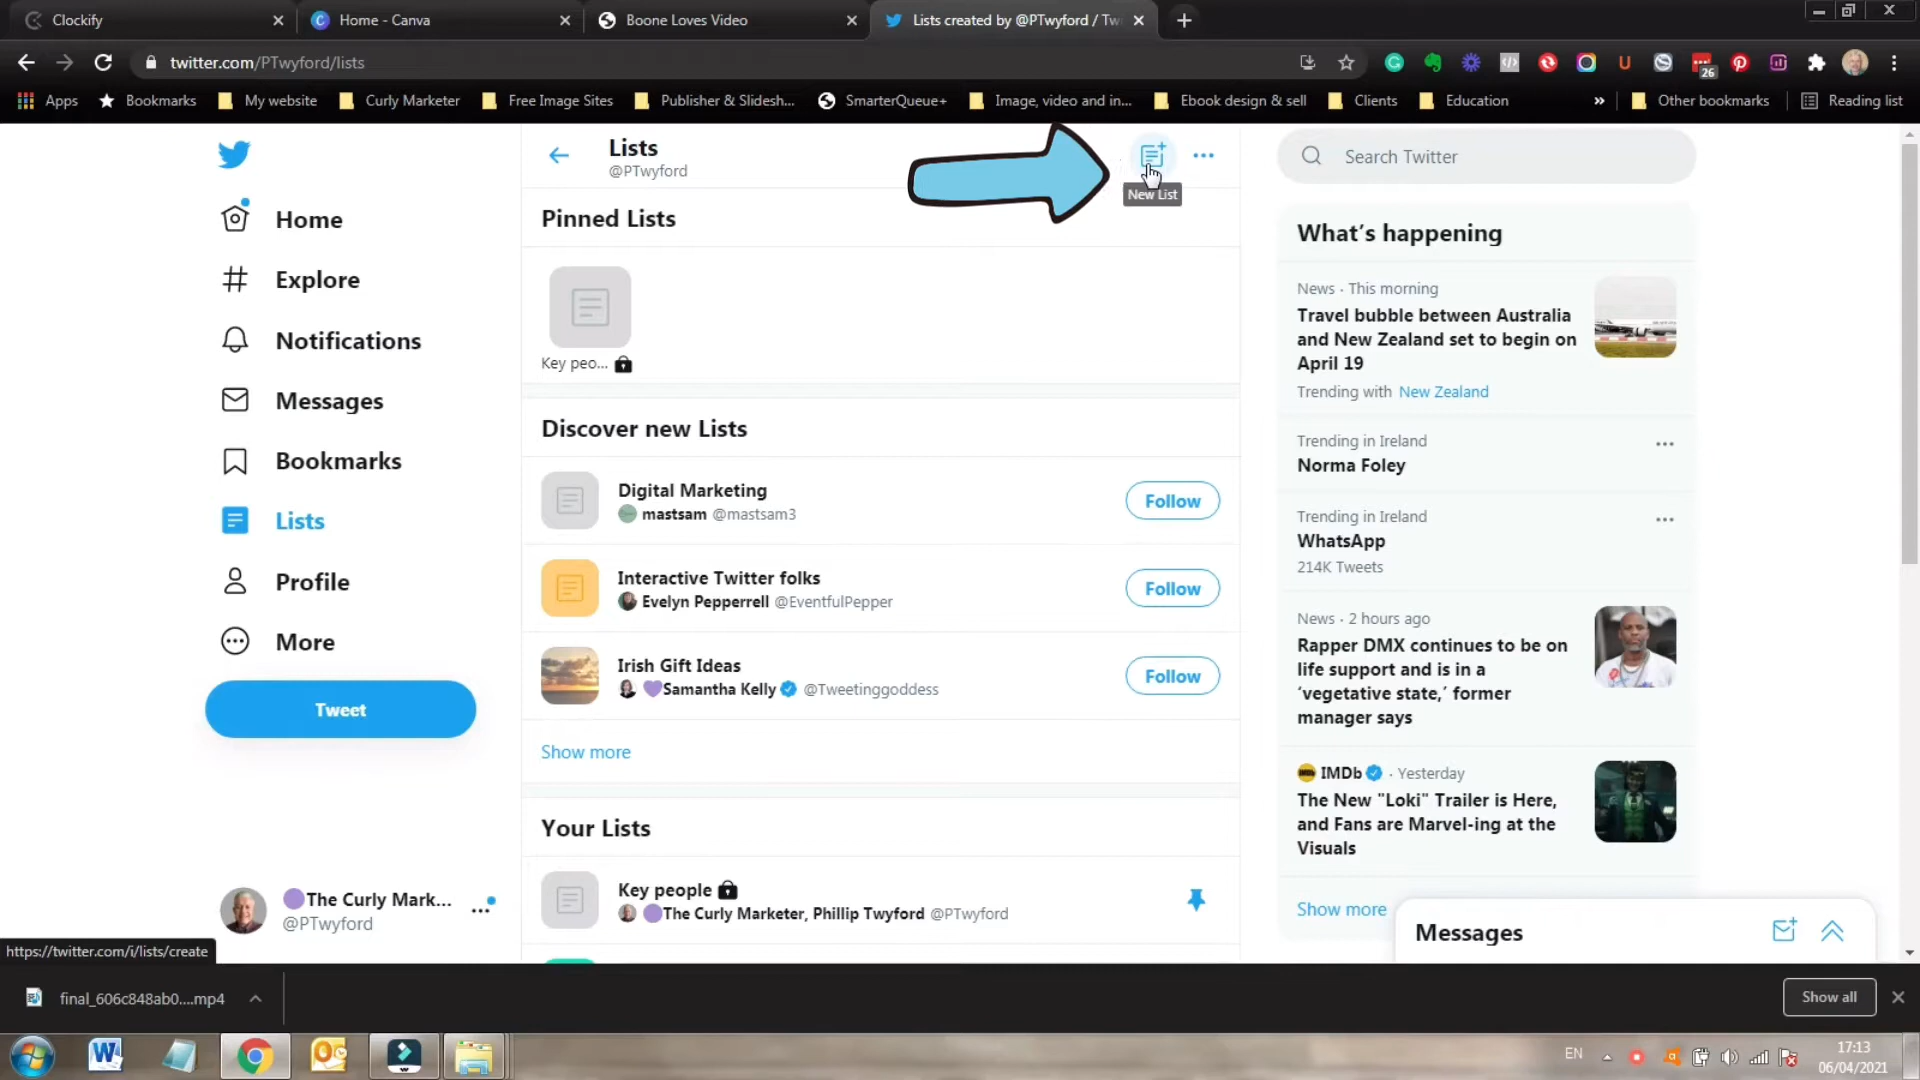 Clockify
Home - Canva
Boone Loves Video
Lists created by @PTwyford / Tw
twitter.com/PTwyford/lists
26
Apps
Bookmarks
My website
Curly Marketer
Free Image Sites
Publisher & Slidesh...
SmarterQueue+
Image, video and in...
Ebook design & sell
Clients
Education
»
Other bookmarks
Reading list
Lists
@PTwyford
New List
Search Twitter
Home
Explore
Notifications
Messages
Bookmarks
Lists
Profile
More
Tweet
The Curly Mark...
@PTwyford
Pinned Lists
Key peo...
Discover new Lists
Digital Marketing
mastsam @mastsam3
Follow
Interactive Twitter folks
Evelyn Pepperrell @EventfulPepper
Follow
Irish Gift Ideas
Samantha Kelly @Tweetinggoddess
Follow
Show more
Your Lists
Key people
The Curly Marketer, Phillip Twyford @PTwyford
What's happening
News · This morning
Travel bubble between Australia
and New Zealand set to begin on
April 19
Trending with New Zealand
Trending in Ireland
Norma Foley
Trending in Ireland
WhatsApp
214K Tweets
News · 2 hours ago
Rapper DMX continues to be on
life support and is in a
‘vegetative state,’ former
manager says
IMDb · Yesterday
The New "Loki" Trailer is Here,
and Fans are Marvel-ing at the
Visuals
Show more
Messages
https://twitter.com/i/lists/create
final_606c848ab0....mp4
Show all
EN
17:13
06/04/2021